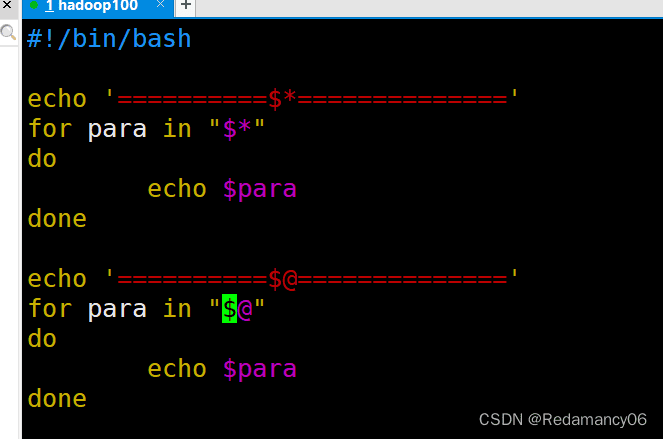 1 hadoop100
#!/bin/bash
echo '==========$*=============='
for para in "$*"
do
echo $para
done
echo '==========$@=============='
for para in "$@"
do
echo $para
done
CSDN @Redamancy06